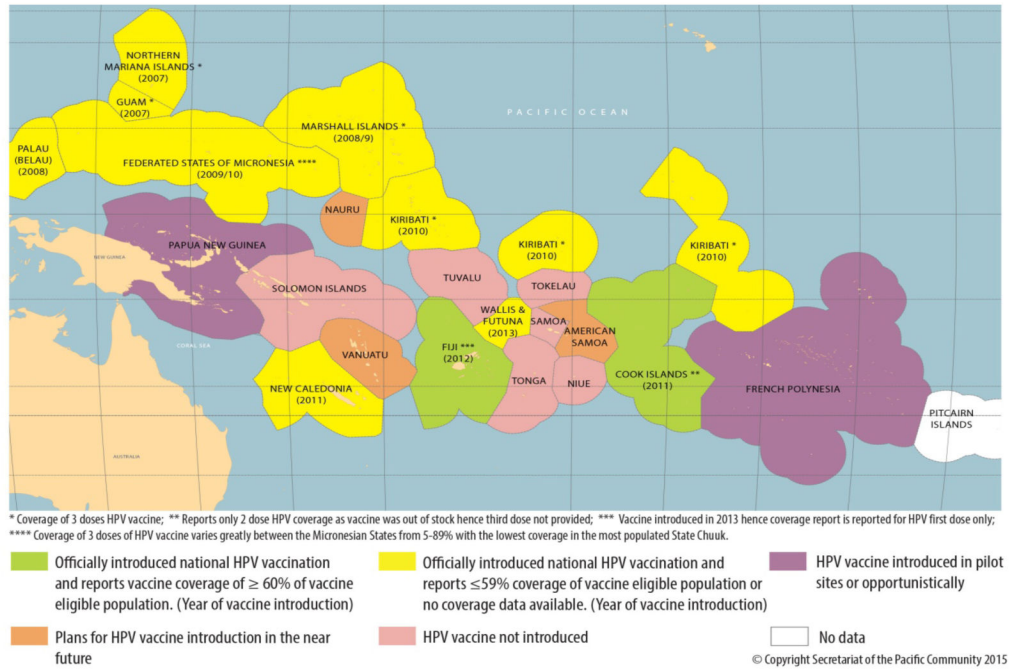 NORTHERN
MARIANA ISLANDS *
(2007)
GUAM *
(2007)
PACIFIC OCEAN
MARSHALL ISLANDS *
(2008/9)
PALAU
(BELAU)
(2008)
FEDERATED STATES OF MICRONESIA ****
(2009/10)
NAURU
KIRIBATI *
(2010)
KIRIBATI *
(2010)
KIRIBATI *
(2010)
PAPUA NEW GUINEA
NEW GUINEA
TUVALU
SOLOMON ISLANDS
TOKELAU
WALLIS &
FUTUNA
(2013)
SAMOA
AMERICAN
SAMOA
CORAL SEA
VANUATU
FIJI ***
(2012)
TONGA
NIUE
COOK ISLANDS **
(2011)
FRENCH POLYNESIA
NEW CALEDONIA
(2011)
PITCAIRN
ISLANDS
AUSTRALIA
* Coverage of 3 doses HPV vaccine; ** Reports only 2 dose HPV coverage as vaccine was out of stock hence third dose not provided; *** Vaccine introduced in 2013 hence coverage report is reported for HPV first dose only;
**** Coverage of 3 doses of HPV vaccine varies greatly between the Micronesian States from 5-89% with the lowest coverage in the most populated State Chuuk.
Officially introduced national HPV vaccination
and reports vaccine coverage of ≥ 60% of vaccine
eligible population. (Year of vaccine introduction)
Officially introduced national HPV vaccination and
reports ≤59% coverage of vaccine eligible population or
no coverage data available. (Year of vaccine introduction)
HPV vaccine introduced in pilot
sites or opportunistically
Plans for HPV vaccine introduction in the near
future
HPV vaccine not introduced
No data
© Copyright Secretariat of the Pacific Community 2015